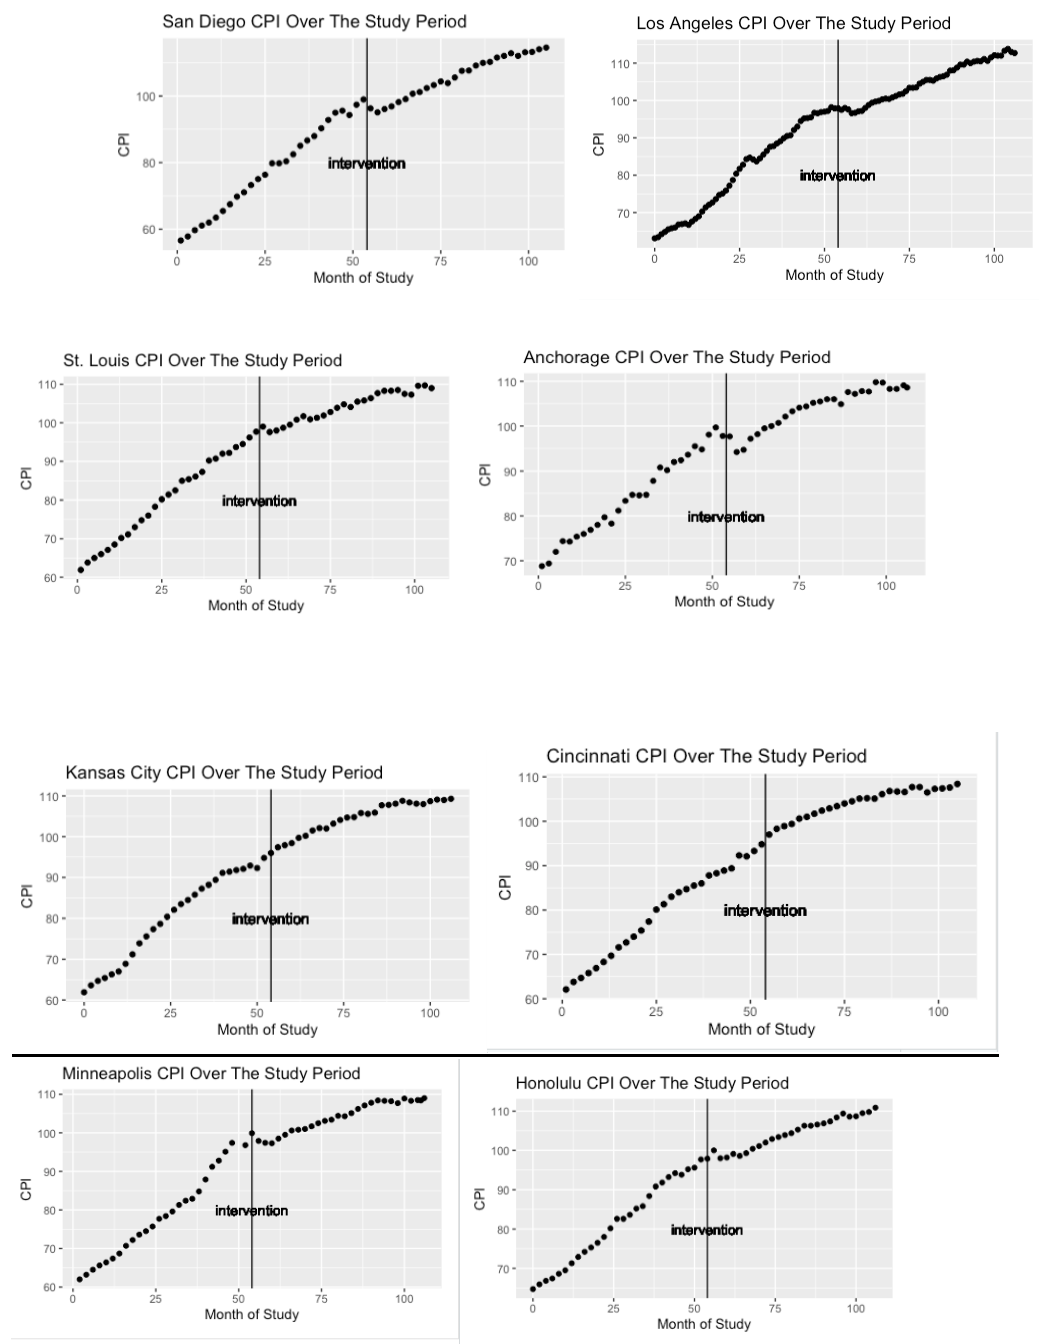 San Diego CPI Over The Study Period
100
80
60
CPI
intervention
0 25 50 75 100
Month of Study
Los Angeles CPI Over The Study Period
110
100
90
80
70
CPI
intervention
0 25 50 75 100
Month of Study
St. Louis CPI Over The Study Period
110
100
90
80
70
60
CPI
intervention
0 25 50 75 100
Month of Study
Anchorage CPI Over The Study Period
110
100
90
80
70
CPI
intervention
0 25 50 75 100
Month of Study
Kansas City CPI Over The Study Period
110
100
90
80
70
60
CPI
intervention
0 25 50 75 100
Month of Study
Cincinnati CPI Over The Study Period
110
100
90
80
70
60
CPI
intervention
0 25 50 75 100
Month of Study
Minneapolis CPI Over The Study Period
110
100
90
80
70
60
CPI
intervention
0 25 50 75 100
Month of Study
Honolulu CPI Over The Study Period
110
100
90
80
70
CPI
intervention
0 25 50 75 100
Month of Study